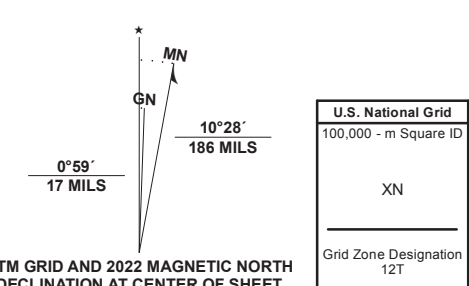 ★
MN
GN
10°28´
186 MILS
0°59´
17 MILS
TM GRID AND 2022 MAGNETIC NORTH
DECLINATION AT CENTER OF SHEET
U.S. National Grid
100,000 - m Square ID
XN
Grid Zone Designation
12T